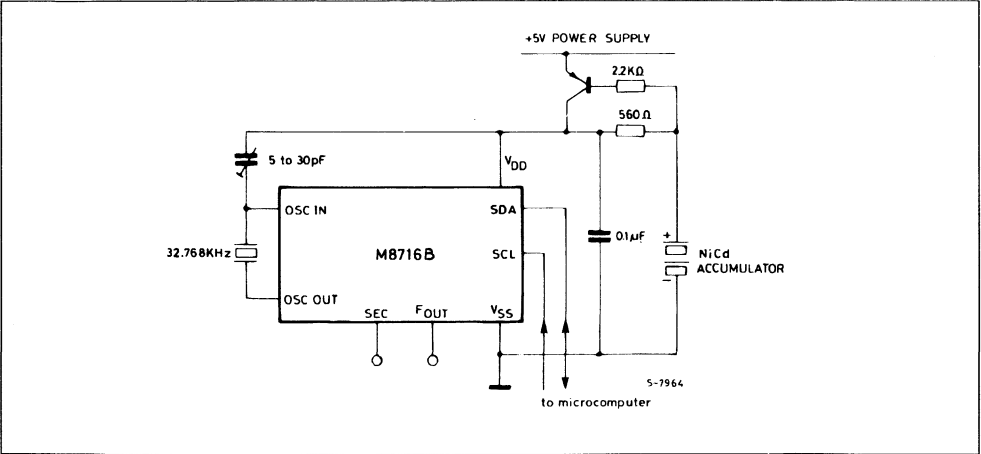 +5V POWER SUPPLY
2.2KΩ
560Ω
5 to 30pF
VDD
OSC IN
SDA
32.768KHz
M8716B
SCL
0.1µF
+
NiCd
ACCUMULATOR
-
OSC OUT
SEC
FOUT
VSS
S-7964
to microcomputer